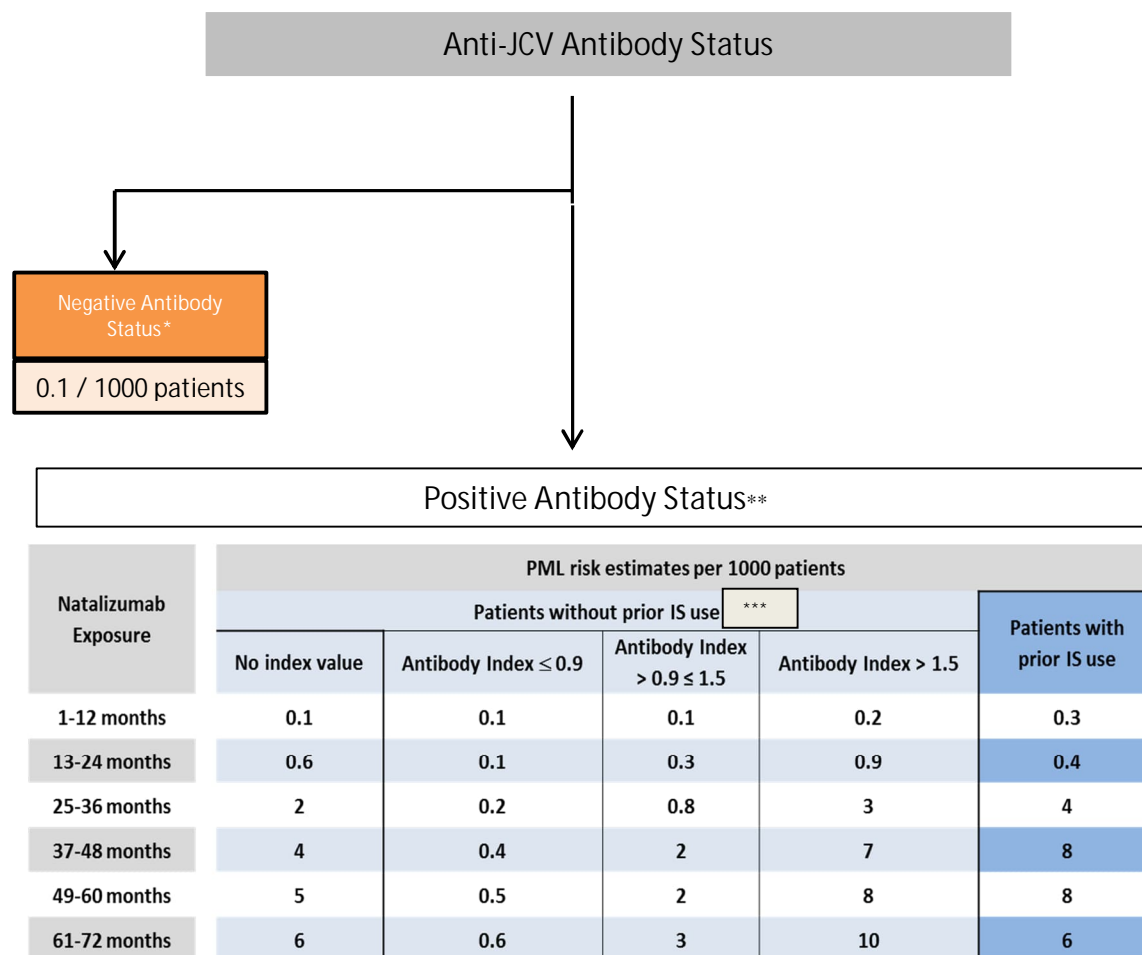 Anti-JCV Antibody Status
Negative Antibody
Status*
0.1 / 1000 patients
Positive Antibody Status**
Natalizumab
Exposure
PML risk estimates per 1000 patients
Patients without prior IS use ***
Patients with
prior IS use
No index value Antibody Index ≤ 0.9 Antibody Index
> 0.9 ≤ 1.5 Antibody Index > 1.5
1-12 months 0.1 0.1 0.1 0.2 0.3
13-24 months 0.6 0.1 0.3 0.9 0.4
25-36 months 2 0.2 0.8 3 4
37-48 months 4 0.4 2 7 8
49-60 months 5 0.5 2 8 8
61-72 months 6 0.6 3 10 6